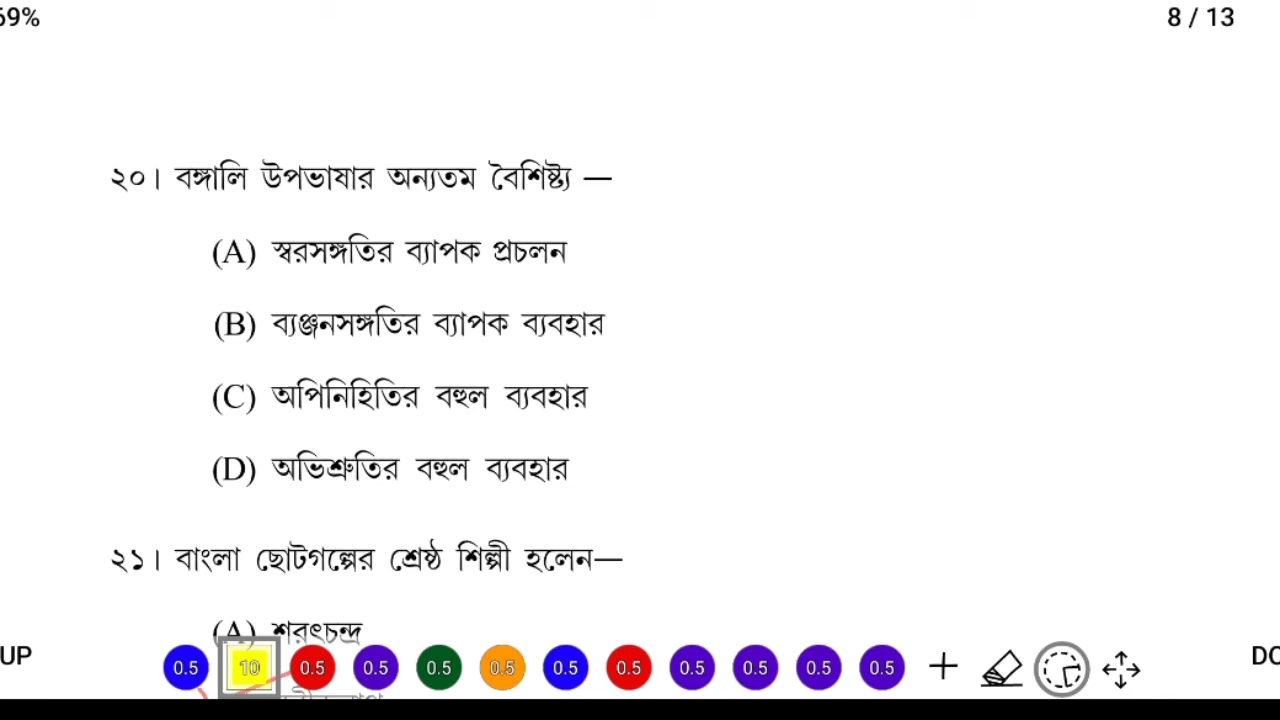 69%
8 / 13
২০। বঙ্গালি উপভাষার অন্যতম বৈশিষ্ট্য —
(A) স্বরসঙ্গতির ব্যাপক প্রচলন
(B) ব্যঞ্জনসঙ্গতির ব্যাপক ব্যবহার
(C) অপিনিহিতির বহুল ব্যবহার
(D) অভিশ্রুতির বহুল ব্যবহার
২১। বাংলা ছোটগল্পের শ্রেষ্ঠ শিল্পী হলেন—
(A) শরৎচন্দ্র
UP
0.5 10 0.5 0.5 0.5 0.5 0.5 0.5 0.5 0.5 0.5 0.5